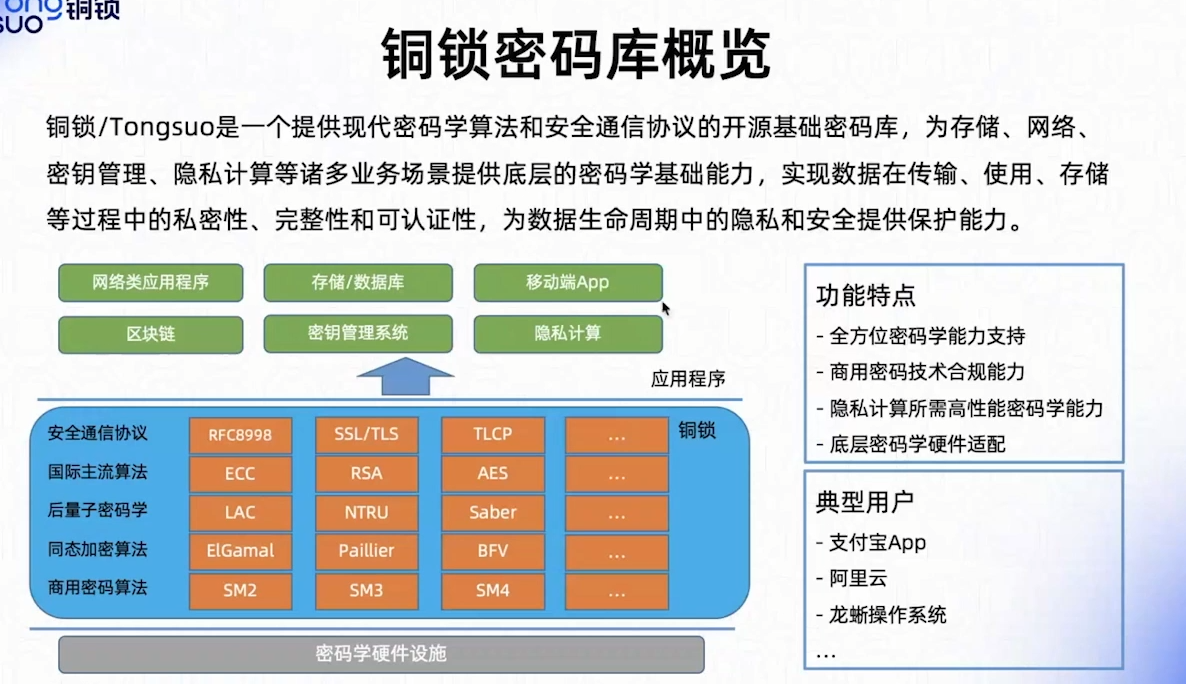 铜锁
suo
铜锁密码库概览
铜锁/Tongsuo是一个提供现代密码学算法和安全通信协议的开源基础密码库，为存储、网络、
密钥管理、隐私计算等诸多业务场景提供底层的密码学基础能力，实现数据在传输、使用、存储
等过程中的私密性、完整性和可认证性，为数据生命周期中的隐私和安全提供保护能力。
网络类应用程序 存储/数据库 移动端App
区块链 密钥管理系统 隐私计算
应用程序
铜锁
安全通信协议 RFC8998 SSL/TLS TLCP ...
国际主流算法 ECC RSA AES ...
后量子密码学 LAC NTRU Saber ...
同态加密算法 ElGamal Paillier BFV ...
商用密码算法 SM2 SM3 SM4 ...
密码学硬件设施
功能特点
- 全方位密码学能力支持
- 商用密码技术合规能力
- 隐私计算所需高性能密码学能力
- 底层密码学硬件适配
典型用户
- 支付宝App
- 阿里云
- 龙蜥操作系统
...